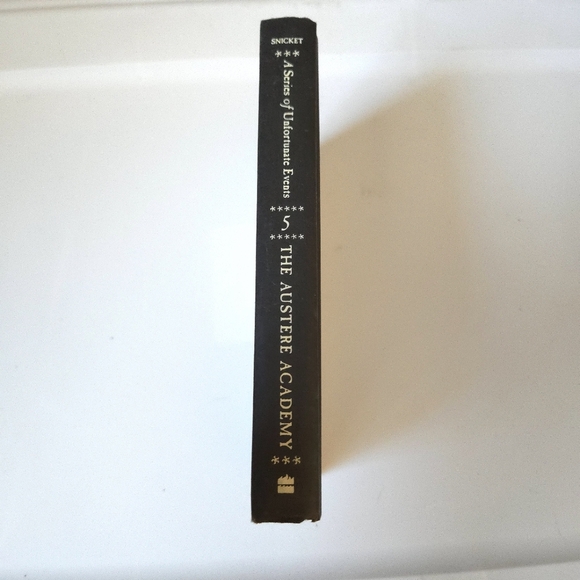 SNICKET
A Series of Unfortunate Events
5
THE AUSTERE ACADEMY